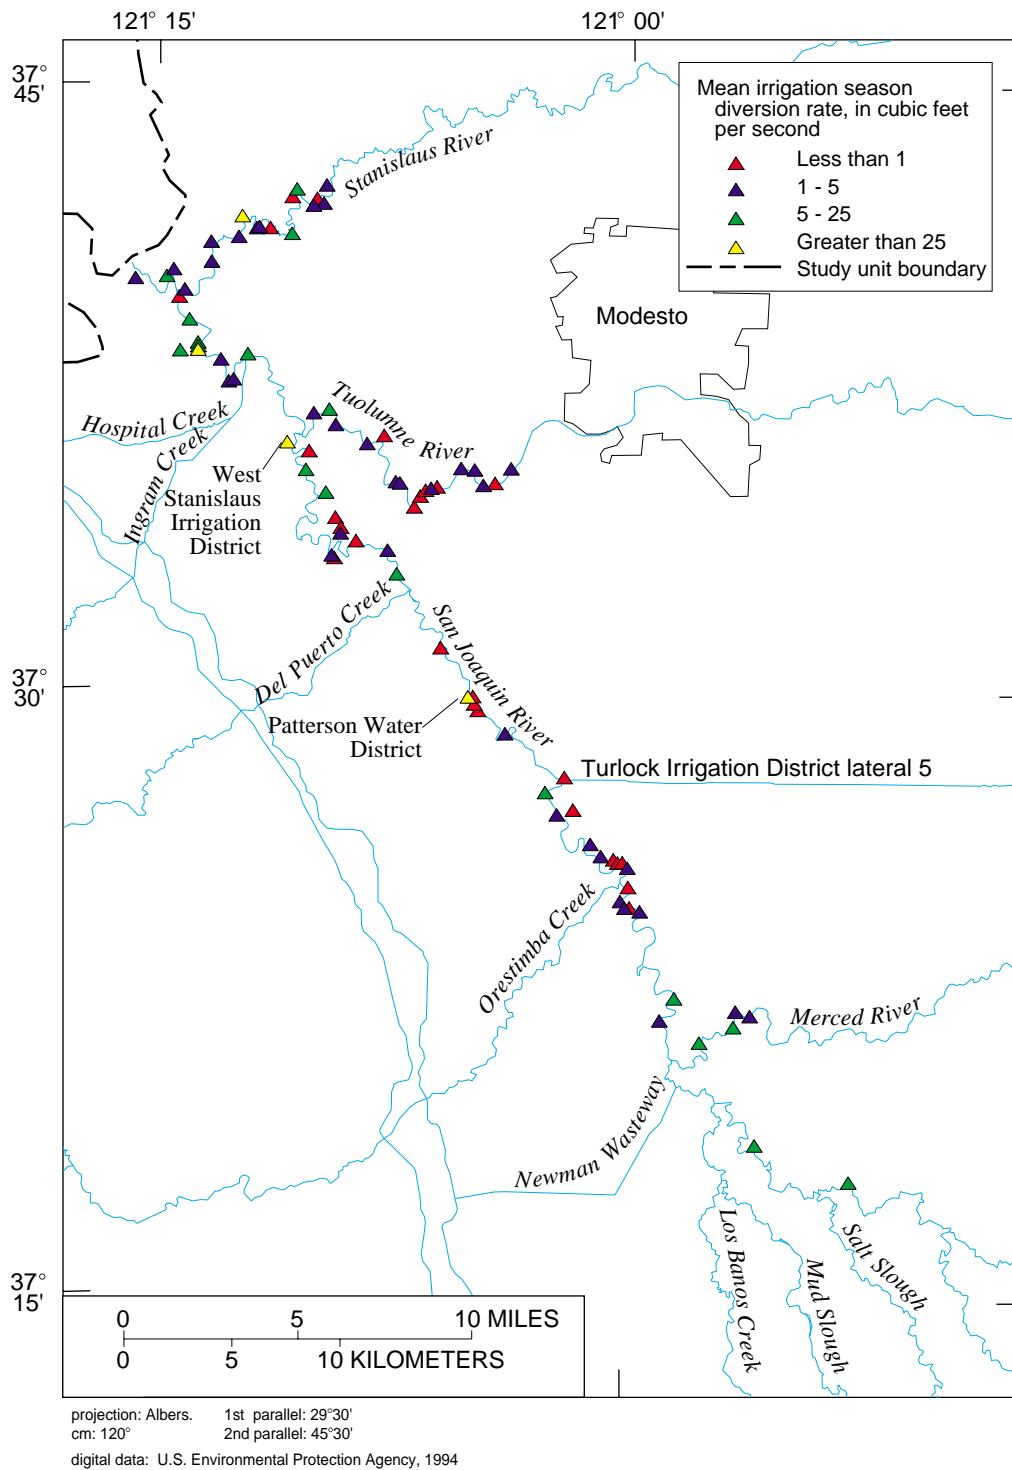 121° 15'
121° 00'
37°
45'
Mean irrigation season
diversion rate, in cubic feet
per second
Less than 1
1 - 5
5 - 25
Greater than 25
Study unit boundary
Stanislaus River
Modesto
Tuolumne River
Hospital Creek
Ingram Creek
West
Stanislaus
Irrigation
District
Del Puerto Creek
San Joaquin River
37°
30'
Patterson Water
District
Turlock Irrigation District lateral 5
Orestimba Creek
Merced River
Newman Wasteway
Los Banos Creek
Mud Slough
Salt Slough
37°
15'
0 5 10 MILES
0 5 10 KILOMETERS
projection: Albers. 1st parallel: 29°30'
cm: 120° 2nd parallel: 45°30'
digital data: U.S. Environmental Protection Agency, 1994